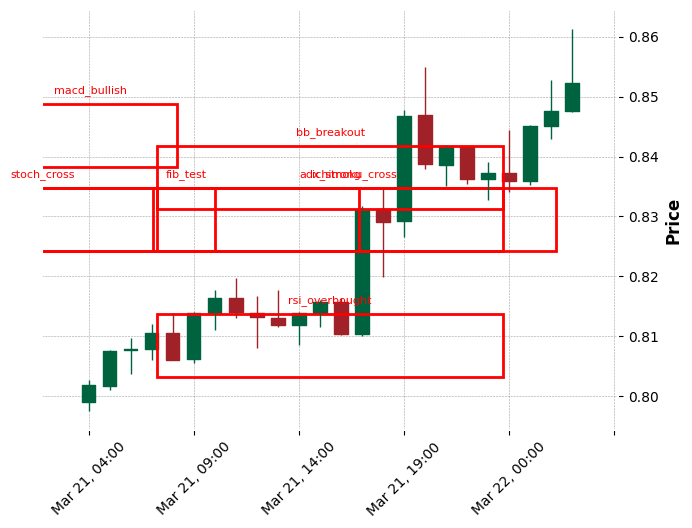 macd_bullish
bb_breakout
stoch_cross
fib_test
rsi_overbought
0.86
0.85
0.84
0.83
0.82
0.81
0.80
Price
Mar 21, 04:00
Mar 21, 09:00
Mar 21, 14:00
Mar 21, 19:00
Mar 22, 00:00